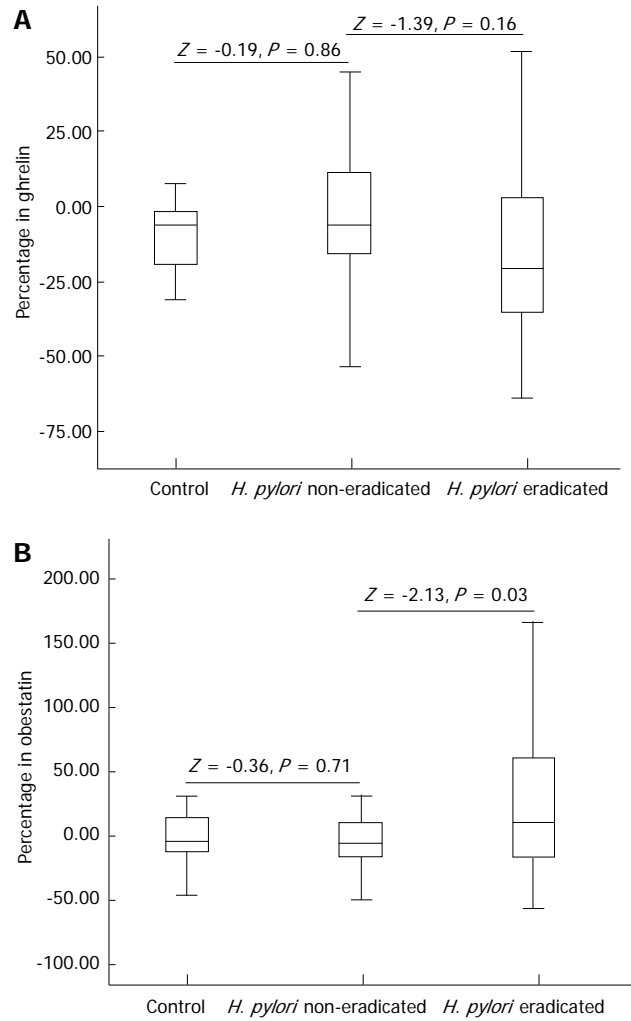 A
Z = -1.39, P = 0.16
Z = -0.19, P = 0.86
50.00
25.00
0.00
-25.00
-50.00
-75.00
Percentage in ghrelin
Control H. pylori non-eradicated H. pylori eradicated
B
200.00
Z = -2.13, P = 0.03
150.00
100.00
50.00
Z = -0.36, P = 0.71
0.00
-50.00
-100.00
Percentage in obestatin
Control H. pylori non-eradicated H. pylori eradicated